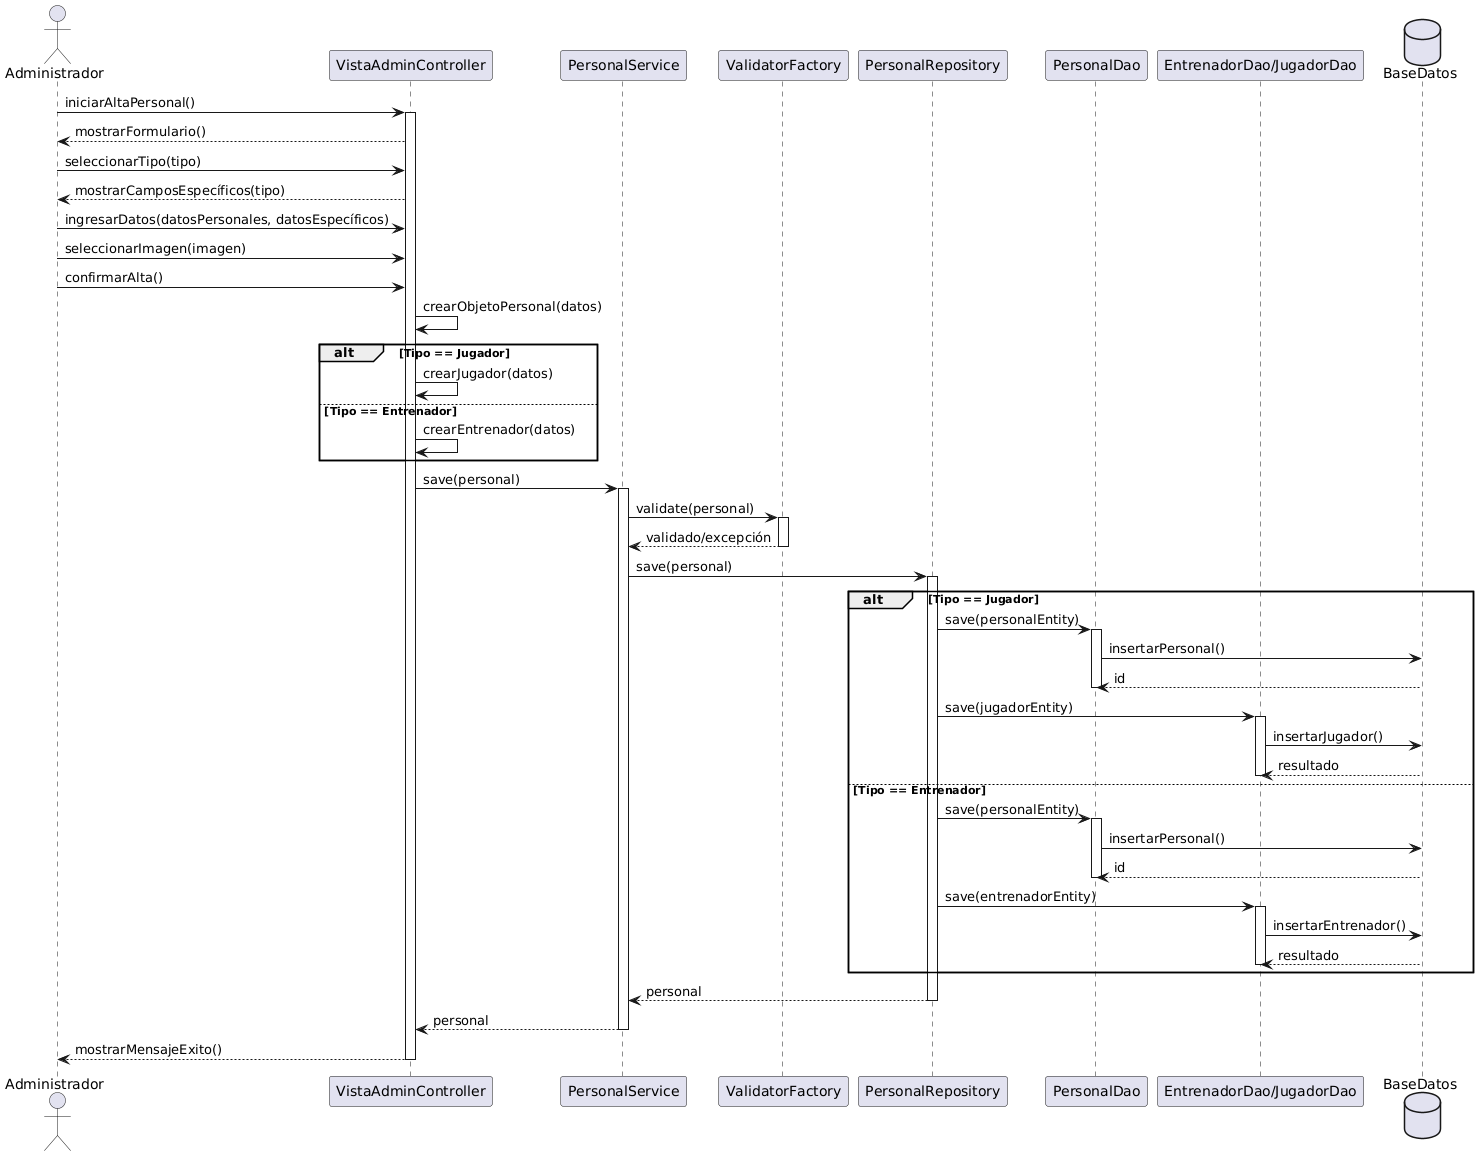 Administrador
VistaAdminController
PersonalService
ValidatorFactory
PersonalRepository
PersonalDao
EntrenadorDao/JugadorDao
BaseDatos
iniciarAltaPersonal()
mostrarFormulario()
seleccionarTipo(tipo)
mostrarCamposEspecíficos(tipo)
ingresarDatos(datosPersonales, datosEspecíficos)
seleccionarImagen(imagen)
confirmarAlta()
crearObjetoPersonal(datos)
alt
[Tipo == Jugador]
crearJugador(datos)
[Tipo == Entrenador]
crearEntrenador(datos)
save(personal)
validate(personal)
validado/excepción
save(personal)
alt
[Tipo == Jugador]
save(personalEntity)
insertarPersonal()
id
save(jugadorEntity)
insertarJugador()
resultado
[Tipo == Entrenador]
save(personalEntity)
insertarPersonal()
id
save(entrenadorEntity)
insertarEntrenador()
resultado
personal
personal
mostrarMensajeExito()
Administrador
VistaAdminController
PersonalService
ValidatorFactory
PersonalRepository
PersonalDao
EntrenadorDao/JugadorDao
BaseDatos